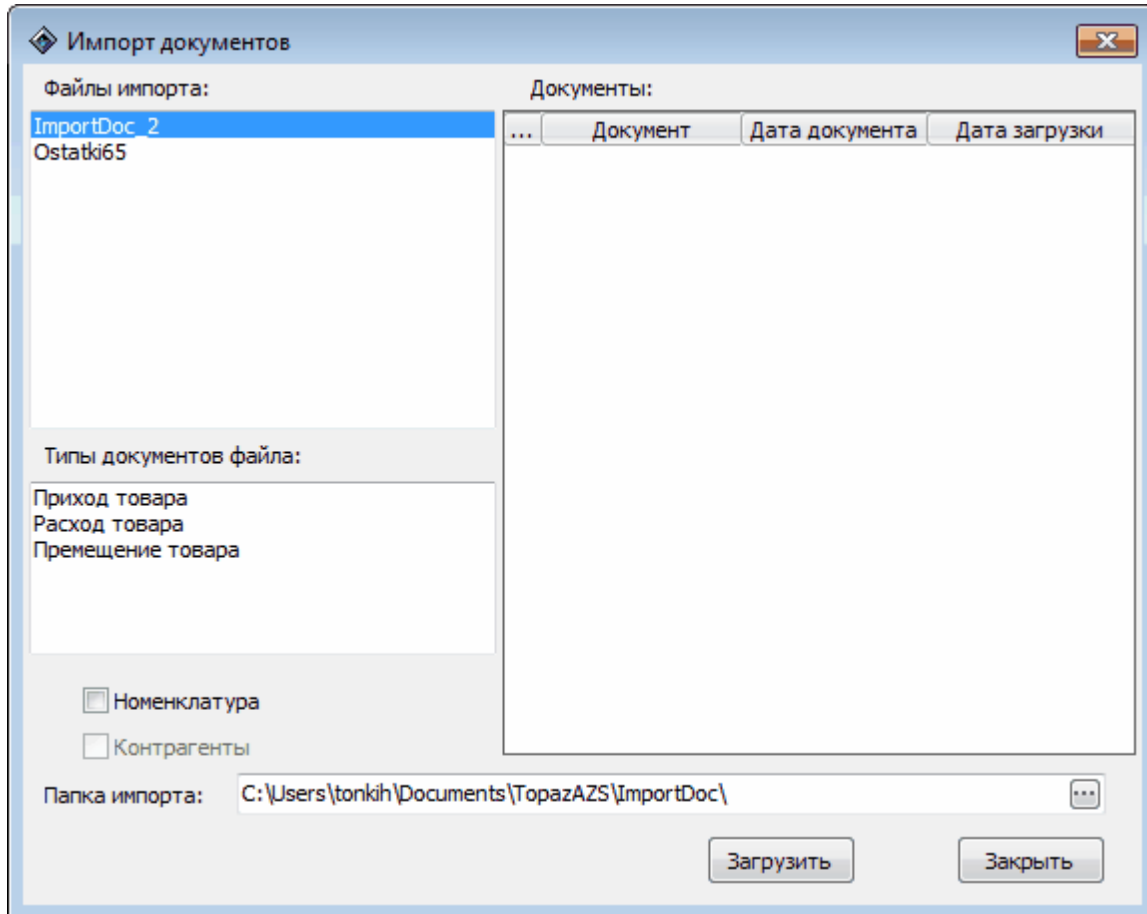 Импорт документов
Файлы импорта:
ImportDoc_2
Ostatki65
Документы:
... Документ Дата документа Дата загрузки
Типы документов файла:
Приход товара
Расход товара
Премещение товара
Номенклатура
Контрагенты
Папка импорта: C:\Users\tonkih\Documents\TopazAZS\ImportDoc\ ...
Загрузить Закрыть